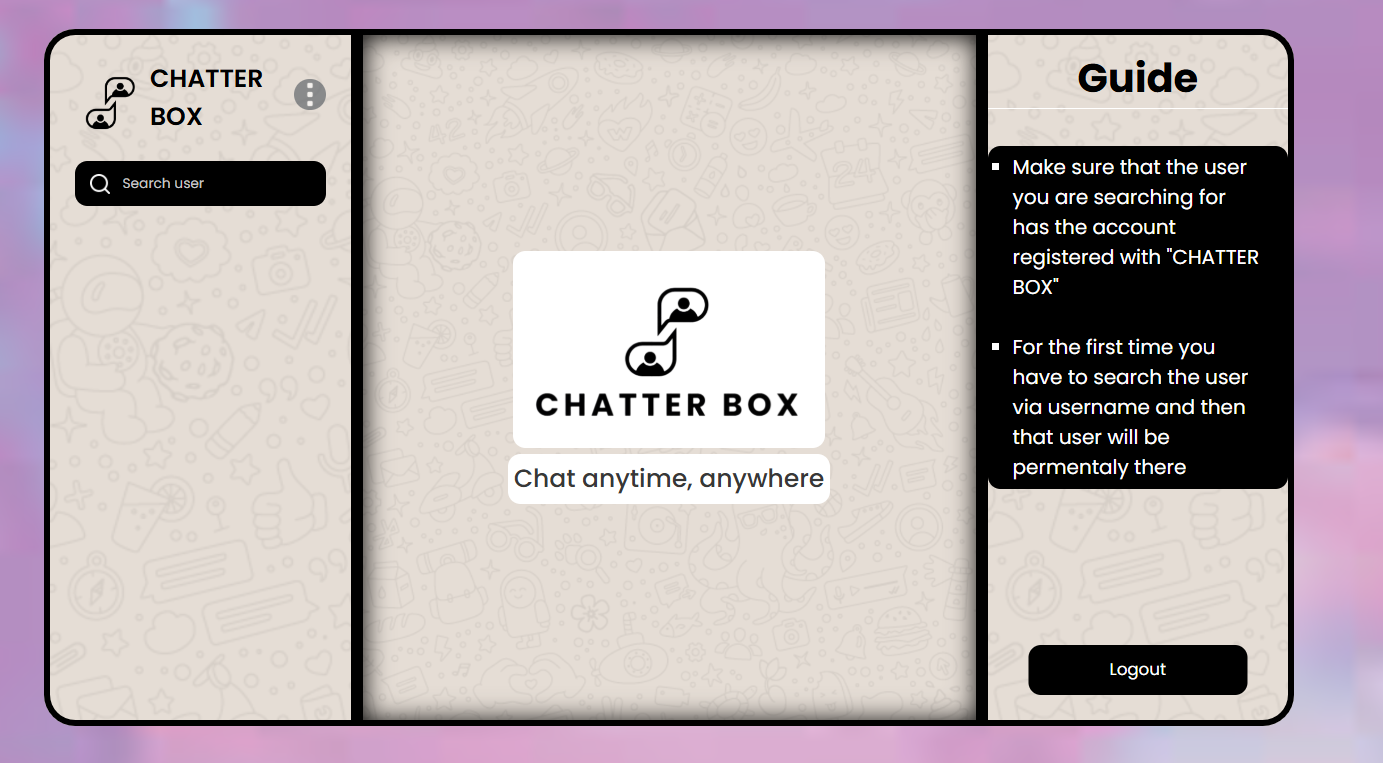 CHATTER
BOX
Search user
CHATTER BOX
Chat anytime, anywhere
Guide
Make sure that the user
you are searching for
has the account
registered with "CHATTER
BOX"
For the first time you
have to search the user
via username and then
that user will be
permentaly there
Logout